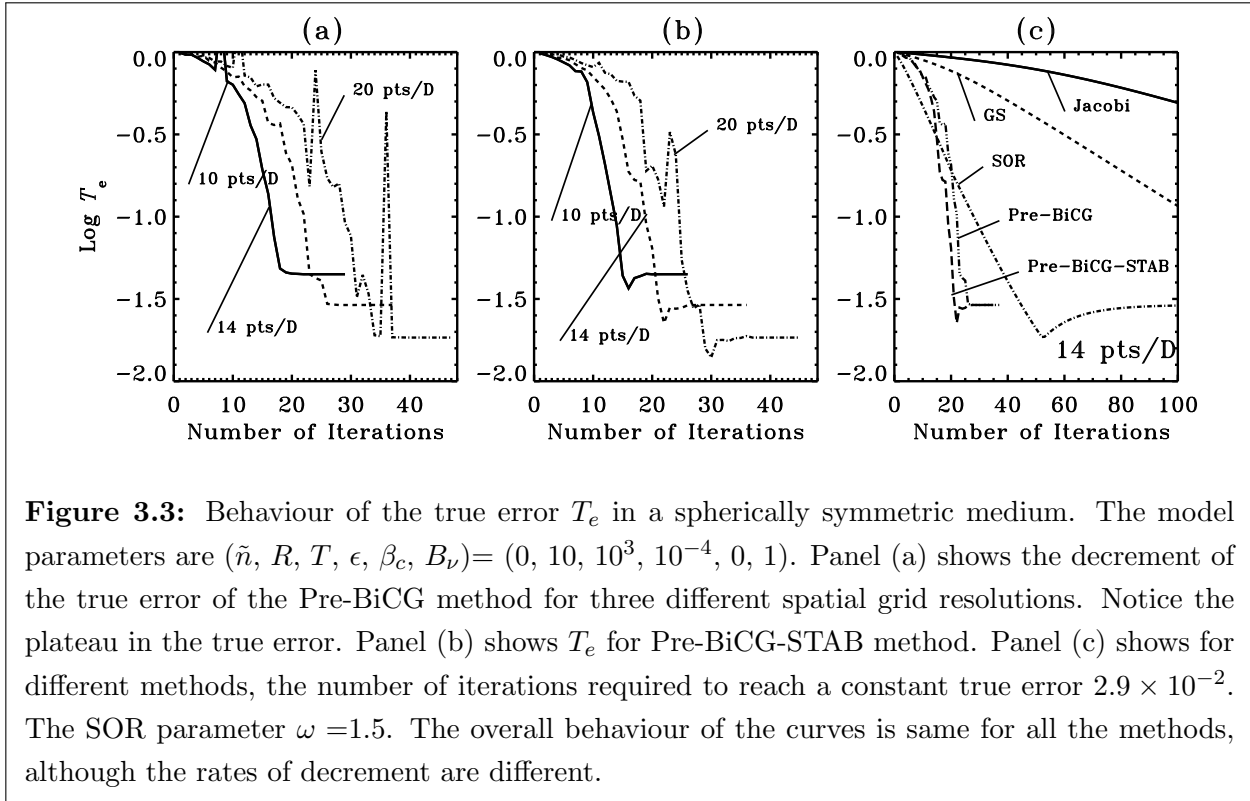 (a)
(b)
(c)
0.0
−0.5
−1.0
−1.5
−2.0
Log T_e
20 pts/D
10 pts/D
14 pts/D
0 10 20 30 40
Number of Iterations
0.0
−0.5
−1.0
−1.5
−2.0
20 pts/D
10 pts/D
14 pts/D
0 10 20 30 40
Number of Iterations
0.0
−0.5
−1.0
−1.5
−2.0
Jacobi
GS
SOR
Pre−BiCG
Pre−BiCG−STAB
14 pts/D
0 20 40 60 80 100
Number of Iterations
Figure 3.3: Behaviour of the true error T_e in a spherically symmetric medium. The model
parameters are (ñ, R, T, ϵ, β_c, B_ν)= (0, 10, 10³, 10⁻⁴, 0, 1). Panel (a) shows the decrement of
the true error of the Pre-BiCG method for three different spatial grid resolutions. Notice the
plateau in the true error. Panel (b) shows T_e for Pre-BiCG-STAB method. Panel (c) shows for
different methods, the number of iterations required to reach a constant true error 2.9 × 10⁻².
The SOR parameter ω =1.5. The overall behaviour of the curves is same for all the methods,
although the rates of decrement are different.